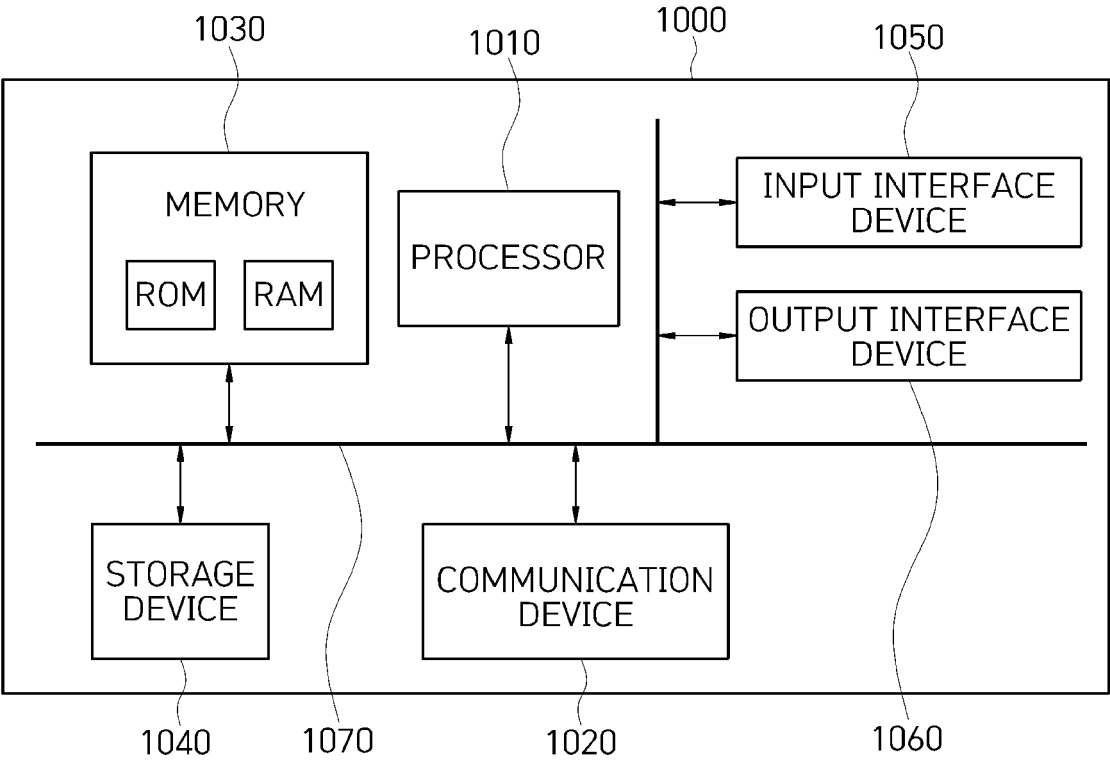 1030
1010
1000
1050
MEMORY
ROM
RAM
PROCESSOR
INPUT INTERFACE
DEVICE
OUTPUT INTERFACE
DEVICE
STORAGE
DEVICE
COMMUNICATION
DEVICE
1040
1070
1020
1060